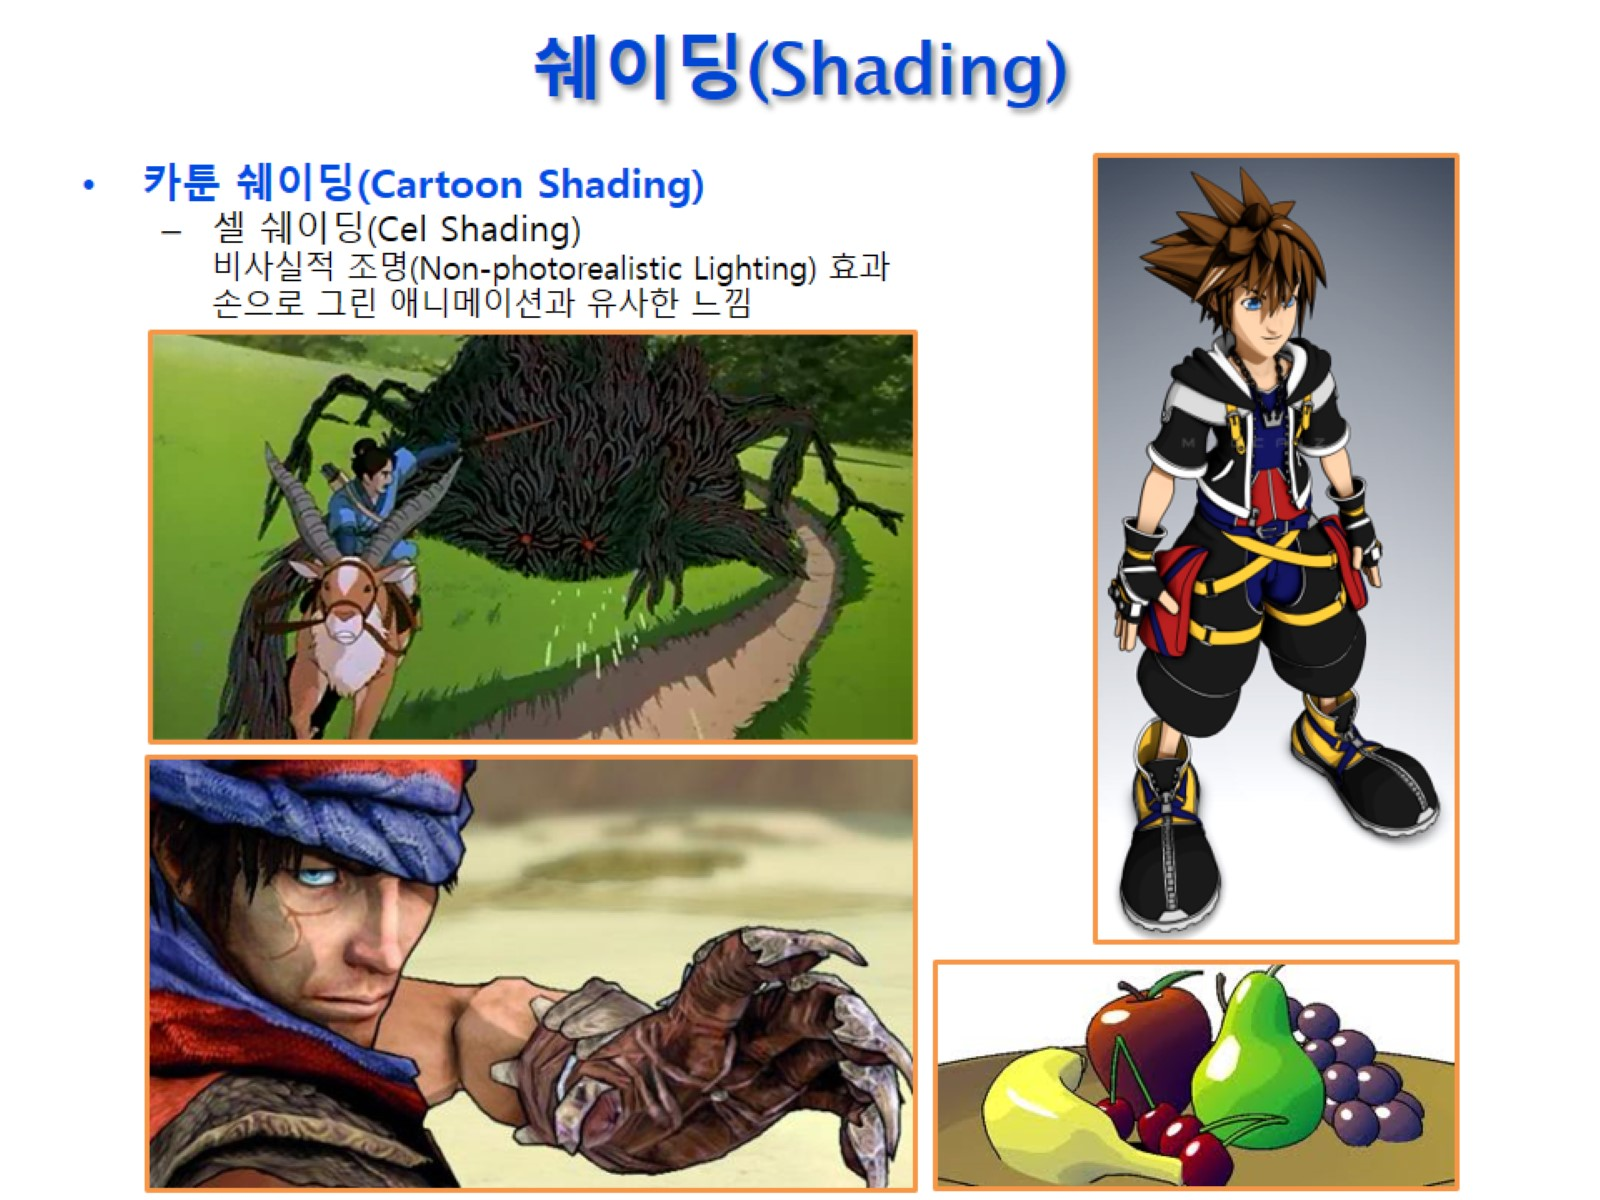 쉐이딩(Shading)
• 카툰 쉐이딩(Cartoon Shading)
– 셀 쉐이딩(Cel Shading)
비사실적 조명(Non-photorealistic Lighting) 효과
손으로 그린 애니메이션과 유사한 느낌